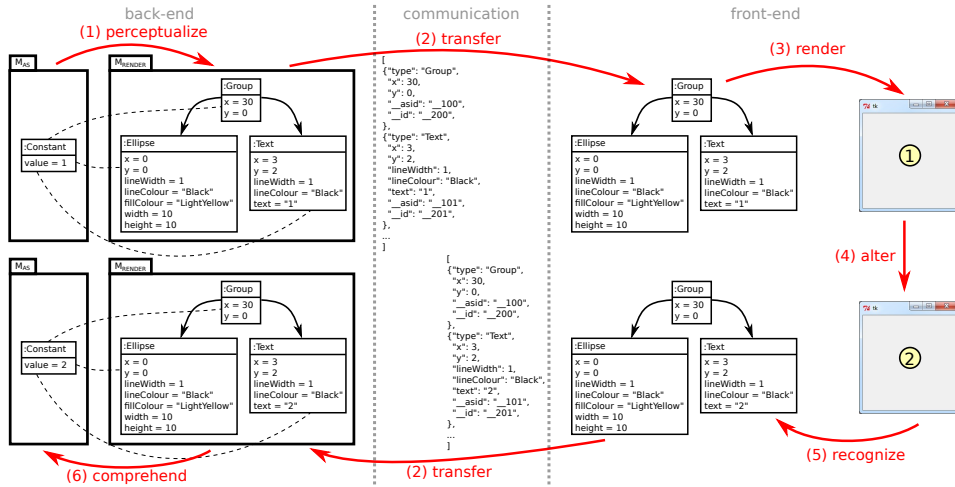 back-end
communication
front-end
(1) perceptualize
(2) transfer
(3) render
M_AS
M_RENDER
:Constant
value = 1
:Group
x = 30
y = 0
:Ellipse
x = 0
y = 0
lineWidth = 1
lineColour = "Black"
fillColour = "LightYellow"
width = 10
height = 10
:Text
x = 3
y = 2
lineWidth = 1
lineColour = "Black"
text = "1"
[
{"type": "Group",
"x": 30,
"y": 0,
"__asid": "__100",
"__id": "__200",
},
{"type": "Text",
"x": 3,
"y": 2,
"lineWidth": 1,
"lineColour": "Black",
"text": "1",
"__asid": "__101",
"__id": "__201",
},
...
]
:Group
x = 30
y = 0
:Ellipse
x = 0
y = 0
lineWidth = 1
lineColour = "Black"
fillColour = "LightYellow"
width = 10
height = 10
:Text
x = 3
y = 2
lineWidth = 1
lineColour = "Black"
text = "1"
tk
1
(4) alter
M_AS
M_RENDER
:Constant
value = 2
:Group
x = 30
y = 0
:Ellipse
x = 0
y = 0
lineWidth = 1
lineColour = "Black"
fillColour = "LightYellow"
width = 10
height = 10
:Text
x = 3
y = 2
lineWidth = 1
lineColour = "Black"
text = "2"
[
{"type": "Group",
"x": 30,
"y": 0,
"__asid": "__100",
"__id": "__200",
},
{"type": "Text",
"x": 3,
"y": 2,
"lineWidth": 1,
"lineColour": "Black",
"text": "2",
"__asid": "__101",
"__id": "__201",
},
...
]
:Group
x = 30
y = 0
:Ellipse
x = 0
y = 0
lineWidth = 1
lineColour = "Black"
fillColour = "LightYellow"
width = 10
height = 10
:Text
x = 3
y = 2
lineWidth = 1
lineColour = "Black"
text = "2"
tk
2
(6) comprehend
(2) transfer
(5) recognize